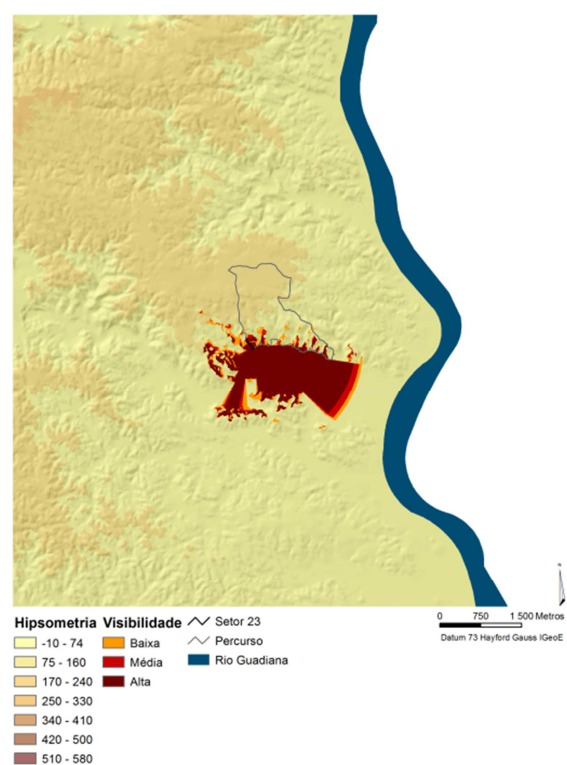 N
0 750 1 500 Metros
Datum 73 Hayford Gauss IGeoE
Hipsometria
-10 - 74
75 - 160
170 - 240
250 - 330
340 - 410
420 - 500
510 - 580
Visibilidade
Baixa
Média
Alta
Setor 23
Percurso
Rio Guadiana